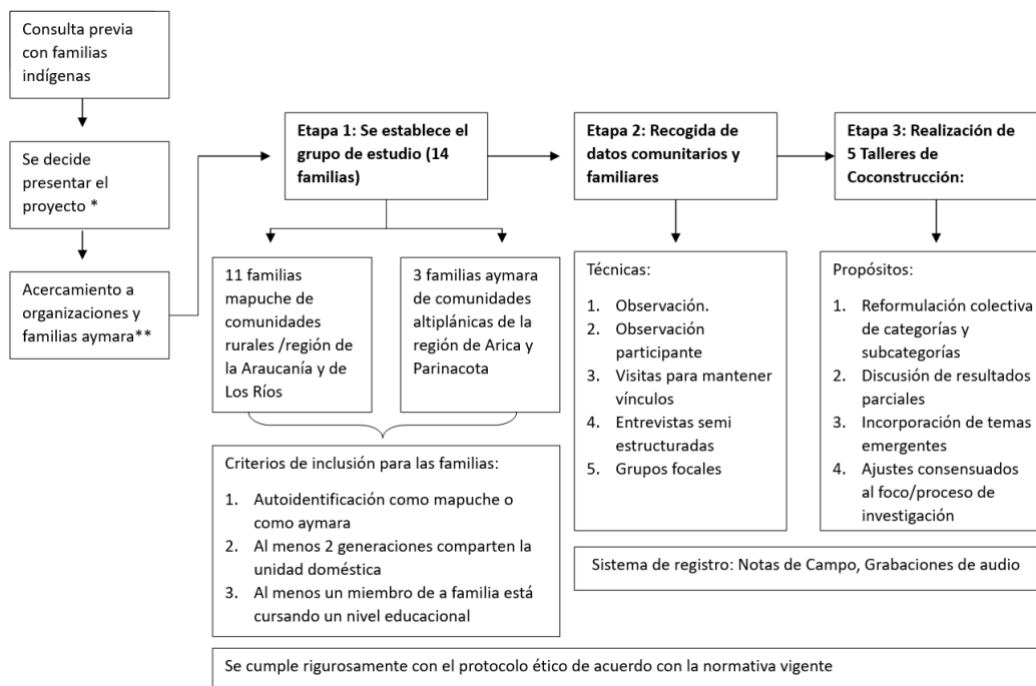 Consulta previa
con familias
indígenas
Se decide
presentar el
proyecto *
Acercamiento a
organizaciones y
familias aymara**
Etapa 1: Se establece el
grupo de estudio (14
familias)
11 familias
mapuche de
comunidades
rurales /región de
la Araucanía y de
Los Ríos
3 familias aymara
de comunidades
altiplánicas de la
región de Arica y
Parinacota
Criterios de inclusión para las familias:
1. Autoidentificación como mapuche o
como aymara
2. Al menos 2 generaciones comparten la
unidad doméstica
3. Al menos un miembro de a familia está
cursando un nivel educacional
Etapa 2: Recogida de
datos comunitarios y
familiares
Técnicas:
1. Observación.
2. Observación
participante
3. Visitas para mantener
vínculos
4. Entrevistas semi
estructuradas
5. Grupos focales
Etapa 3: Realización de
5 Talleres de
Coconstrucción:
Propósitos:
1. Reformulación colectiva
de categorías y
subcategorías
2. Discusión de resultados
parciales
3. Incorporación de temas
emergentes
4. Ajustes consensuados
al foco/proceso de
investigación
Sistema de registro: Notas de Campo, Grabaciones de audio
Se cumple rigurosamente con el protocolo ético de acuerdo con la normativa vigente